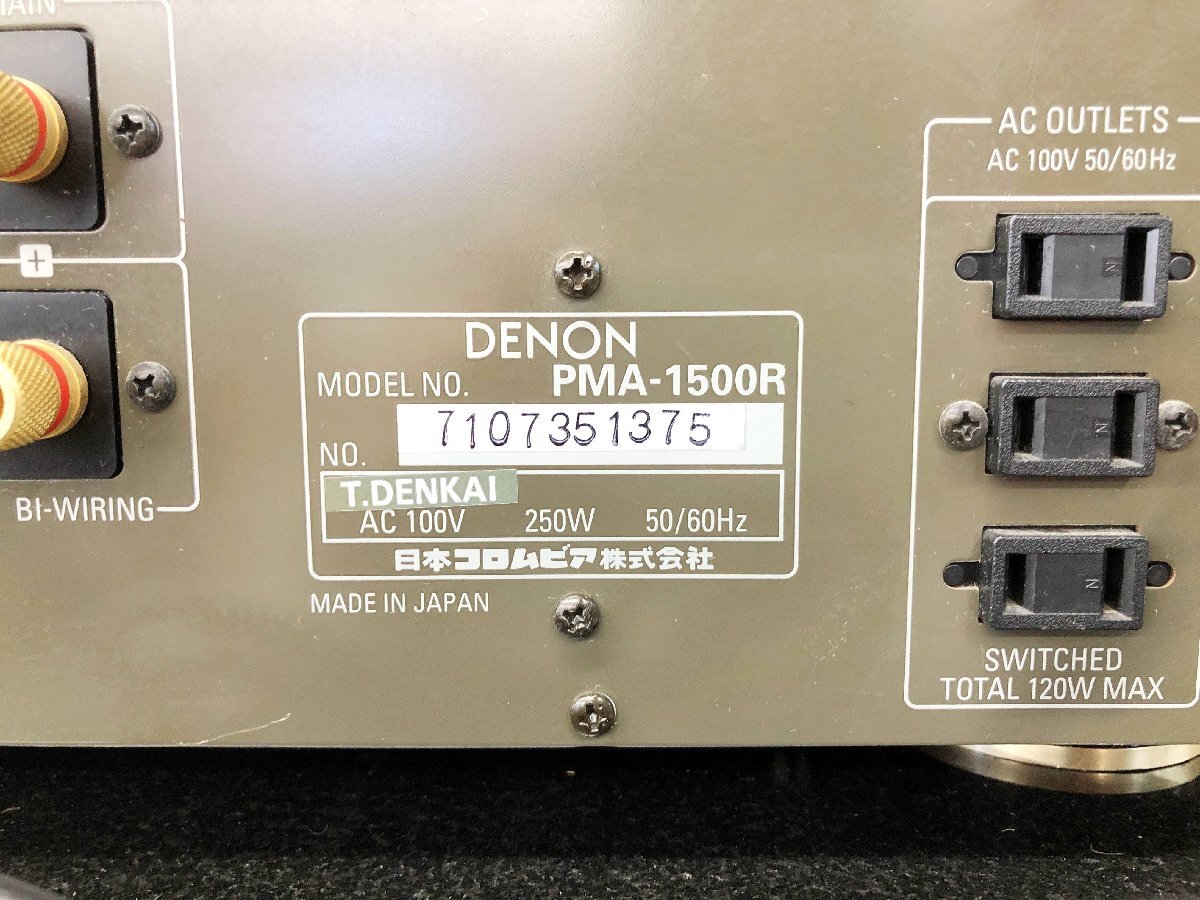 +
BI-WIRING
DENON
MODEL NO. PMA-1500R
NO. 7107351375
T.DENKAI
AC 100V 250W 50/60Hz
日本コロムビア株式会社
MADE IN JAPAN
AC OUTLETS
AC 100V 50/60Hz
N
N
N
SWITCHED
TOTAL 120W MAX